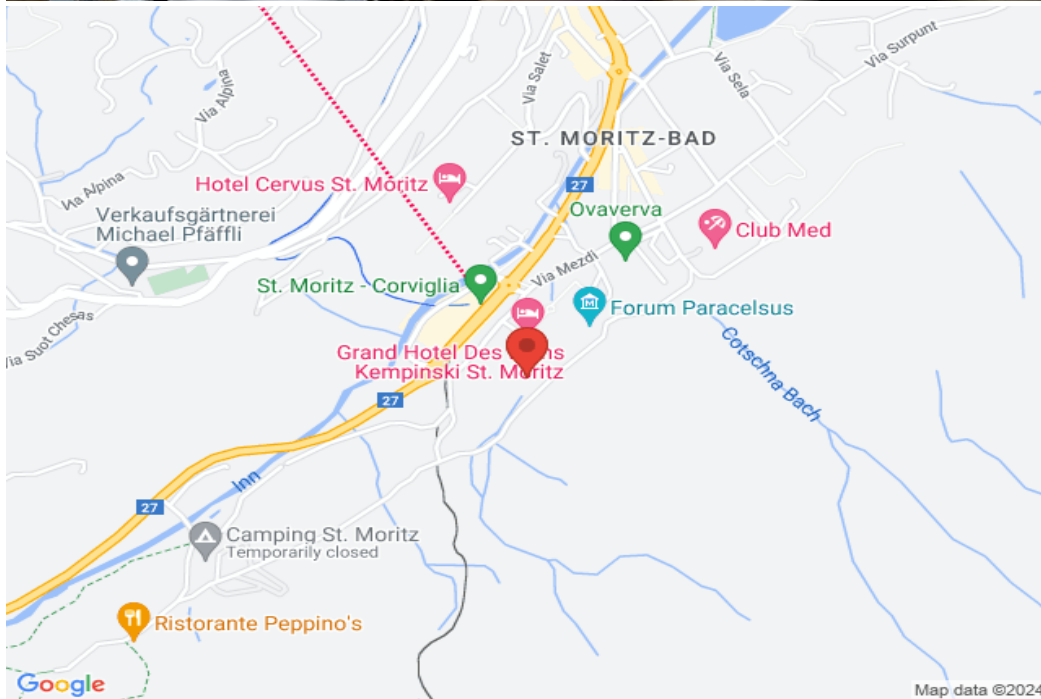 Via Salet
Via Sela
Via Surpunt
Via Alpina
ST. MORITZ-BAD
Via Alpina
Hotel Cervus St. Moritz
27
Verkaufsgärtnerei
Michael Pfäffli
Ovaverva
Club Med
Via Mezdi
St. Moritz - Corviglia
Forum Paracelsus
Via Suot Chesas
Grand Hotel Des
Kempinski St. Moritz
Cotschna-Bach
27
Inn
27
Camping St. Moritz
Temporarily closed
Ristorante Peppino's
Google
Map data ©2024